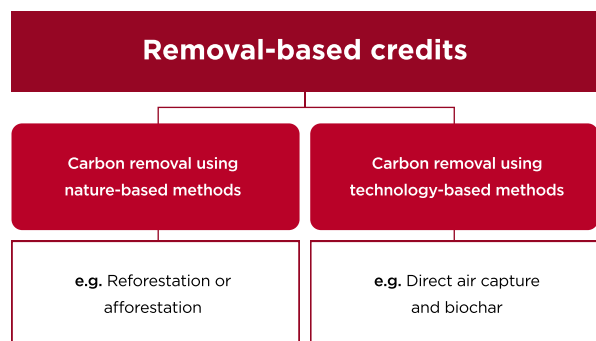 Removal-based credits
Carbon removal using
nature-based methods
Carbon removal using
technology-based methods
e.g. Reforestation or
afforestation
e.g. Direct air capture
and biochar